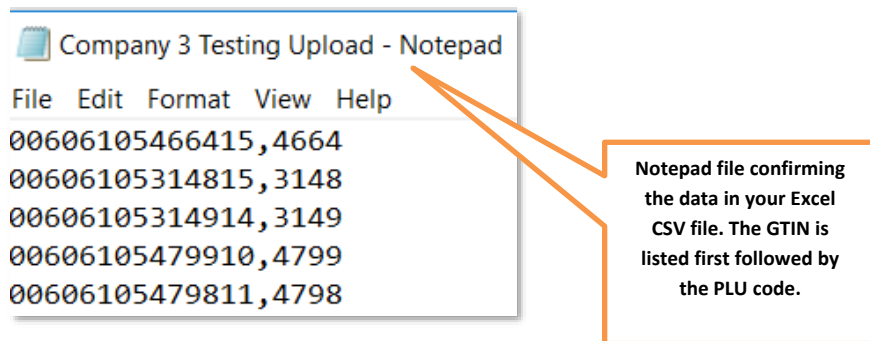 Company 3 Testing Upload - Notepad
File Edit Format View Help
00606105466415,4664
00606105314815,3148
00606105314914,3149
00606105479910,4799
00606105479811,4798
Notepad file confirming
the data in your Excel
CSV file. The GTIN is
listed first followed by
the PLU code.